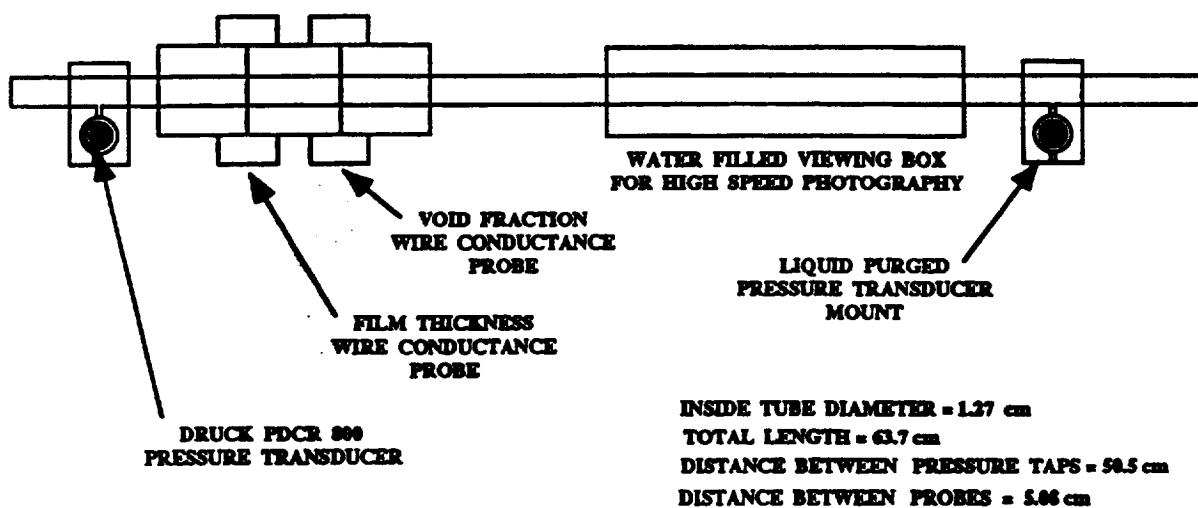 WATER FILLED VIEWING BOX
FOR HIGH SPEED PHOTOGRAPHY
VOID FRACTION
WIRE CONDUCTANCE
PROBE
LIQUID PURGED
PRESSURE TRANSDUCER
MOUNT
FILM THICKNESS
WIRE CONDUCTANCE
PROBE
DRUCK PDCR 800
PRESSURE TRANSDUCER
INSIDE TUBE DIAMETER = 1.27 cm
TOTAL LENGTH = 63.7 cm
DISTANCE BETWEEN PRESSURE TAPS = 50.5 cm
DISTANCE BETWEEN PROBES = 5.08 cm